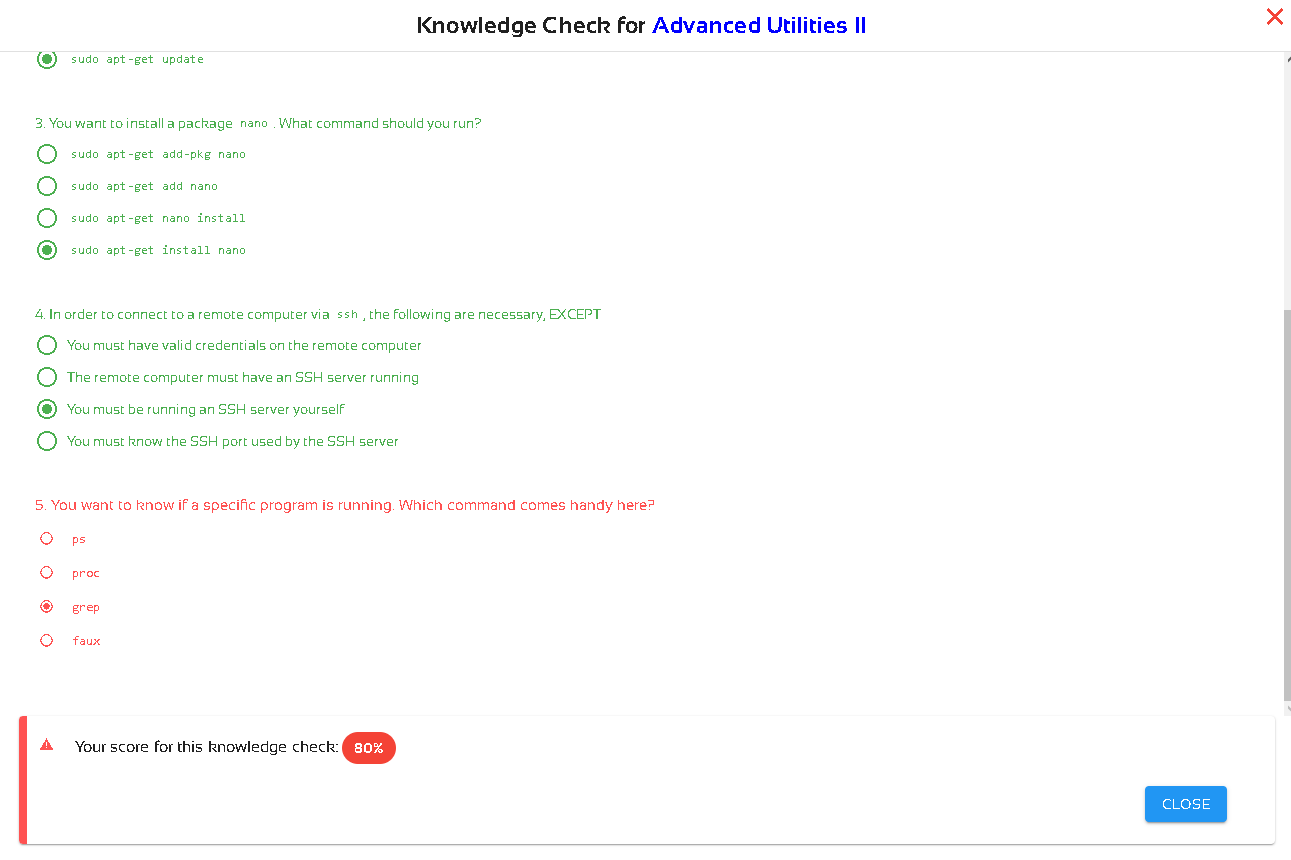 Knowledge Check for Advanced Utilities II
sudo apt-get update
3. You want to install a package nano . What command should you run?
sudo apt-get add-pkg nano
sudo apt-get add nano
sudo apt-get nano install
sudo apt-get install nano
4. In order to connect to a remote computer via ssh , the following are necessary, EXCEPT
You must have valid credentials on the remote computer
The remote computer must have an SSH server running
You must be running an SSH server yourself
You must know the SSH port used by the SSH server
5. You want to know if a specific program is running. Which command comes handy here?
ps
proc
grep
faux
Your score for this knowledge check: 80%
CLOSE